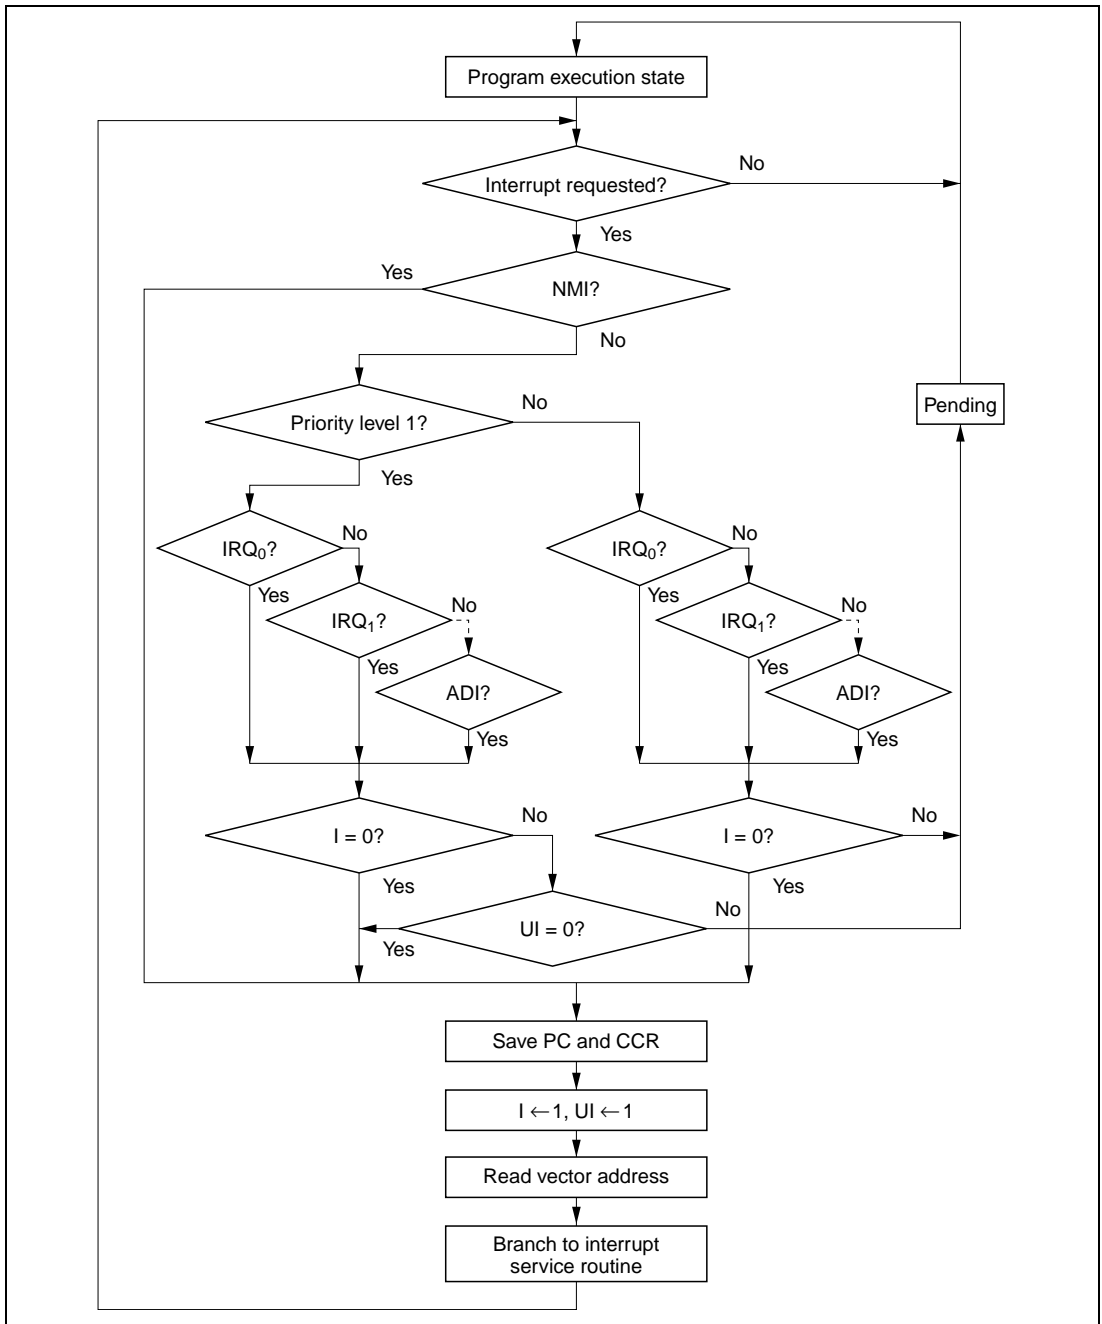 Program execution state
No
Interrupt requested?
Yes
Yes
NMI?
No
Pending
No
Priority level 1?
Yes
No
IRQ₀?
Yes
No
IRQ₁?
Yes
ADI?
Yes
No
IRQ₀?
Yes
No
IRQ₁?
Yes
ADI?
Yes
No
I = 0?
Yes
No
I = 0?
Yes
No
UI = 0?
Yes
Save PC and CCR
I ←1, UI ←1
Read vector address
Branch to interrupt
service routine